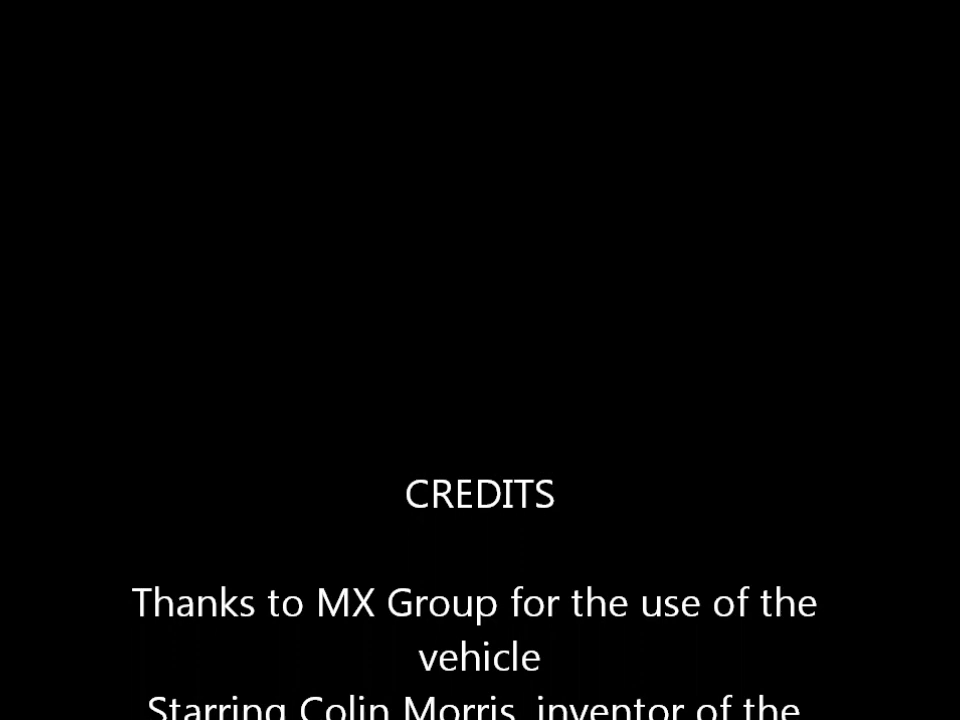 CREDITS
Thanks to MX Group for the use of the
vehicle
Starring Colin Morris, inventor of the